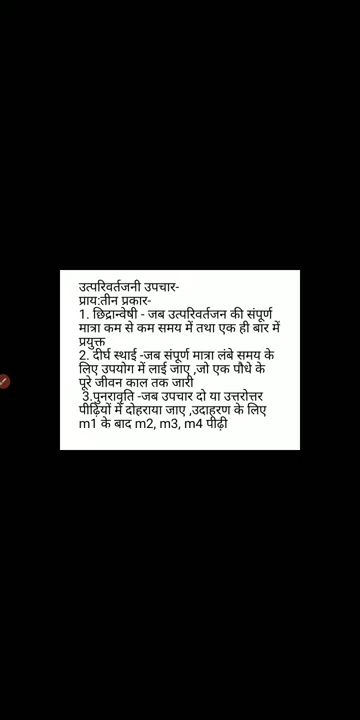 उत्परिवर्तजनी उपचार-
प्राय:तीन प्रकार-
1. छिद्रान्वेषी - जब उत्परिवर्तजन की संपूर्ण
मात्रा कम से कम समय में तथा एक ही बार में
प्रयुक्त
2. दीर्घ स्थाई -जब संपूर्ण मात्रा लंबे समय के
लिए उपयोग में लाई जाए ,जो एक पौधे के
पूरे जीवन काल तक जारी
3.पुनरावृति -जब उपचार दो या उत्तरोत्तर
पीढ़ियों में दोहराया जाए ,उदाहरण के लिए
m1 के बाद m2, m3, m4 पीढ़ी